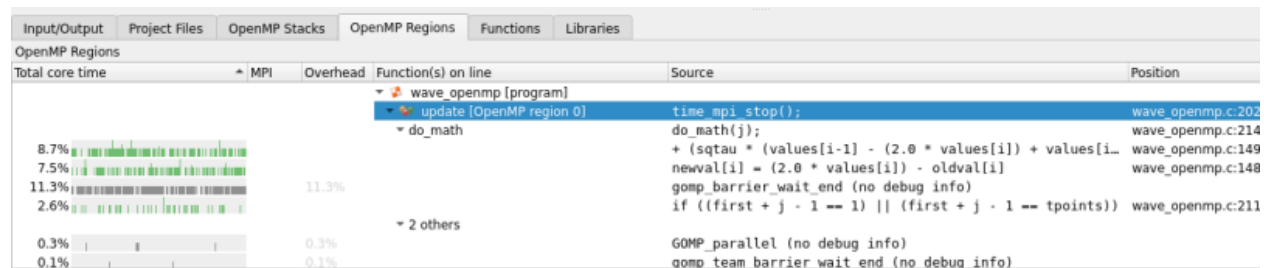 Input/Output Project Files OpenMP Stacks OpenMP Regions Functions Libraries
OpenMP Regions
Total core time MPI Overhead Function(s) on line Source Position
wave_openmp [program]
update [OpenMP region 0] time_mpi_stop(); wave_openmp.c:202
do_math do_math(j); wave_openmp.c:214
8.7% + (sqtau * (values[i-1] - (2.0 * values[i]) + values[i… wave_openmp.c:149
7.5% newval[i] = (2.0 * values[i]) - oldval[i] wave_openmp.c:148
11.3% 11.3% gomp_barrier_wait_end (no debug info)
2.6% if ((first + j - 1 == 1) || (first + j - 1 == tpoints)) wave_openmp.c:211
2 others
0.3% 0.3% GOMP_parallel (no debug info)
0.1% 0.1% gomp_team_barrier_wait_end (no debug info)